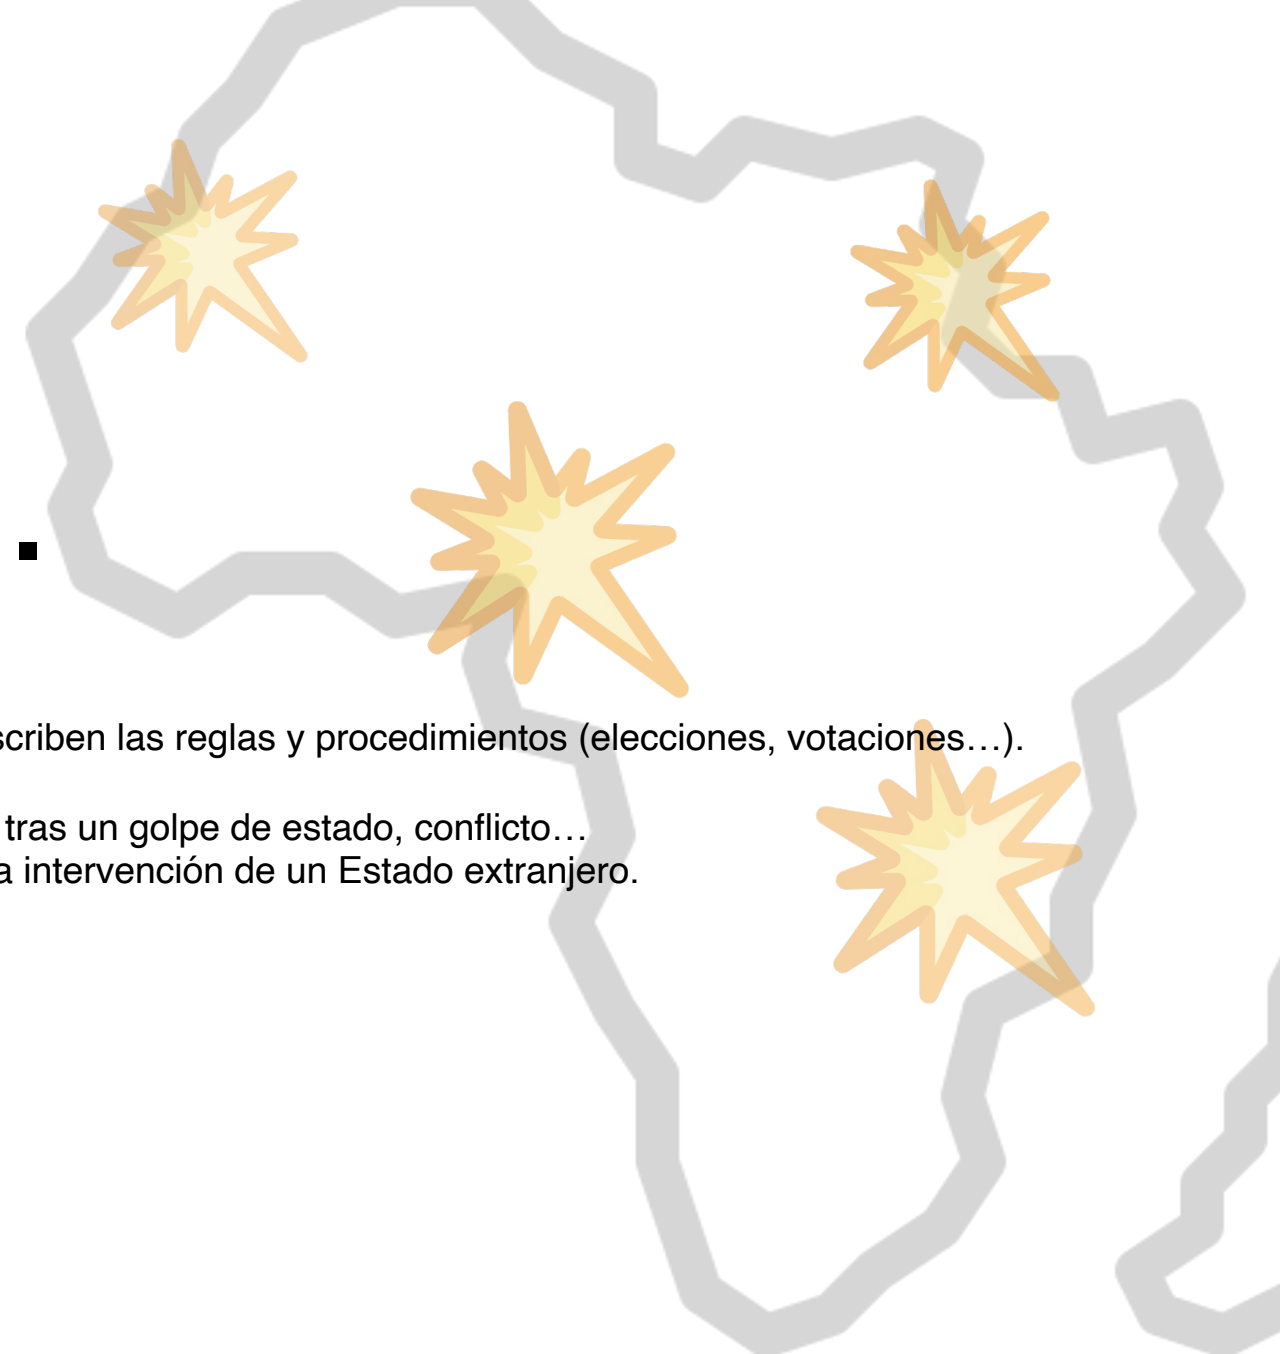 scriben las reglas y procedimientos (elecciones, votaciones…).
tras un golpe de estado, conflicto…
a intervención de un Estado extranjero.